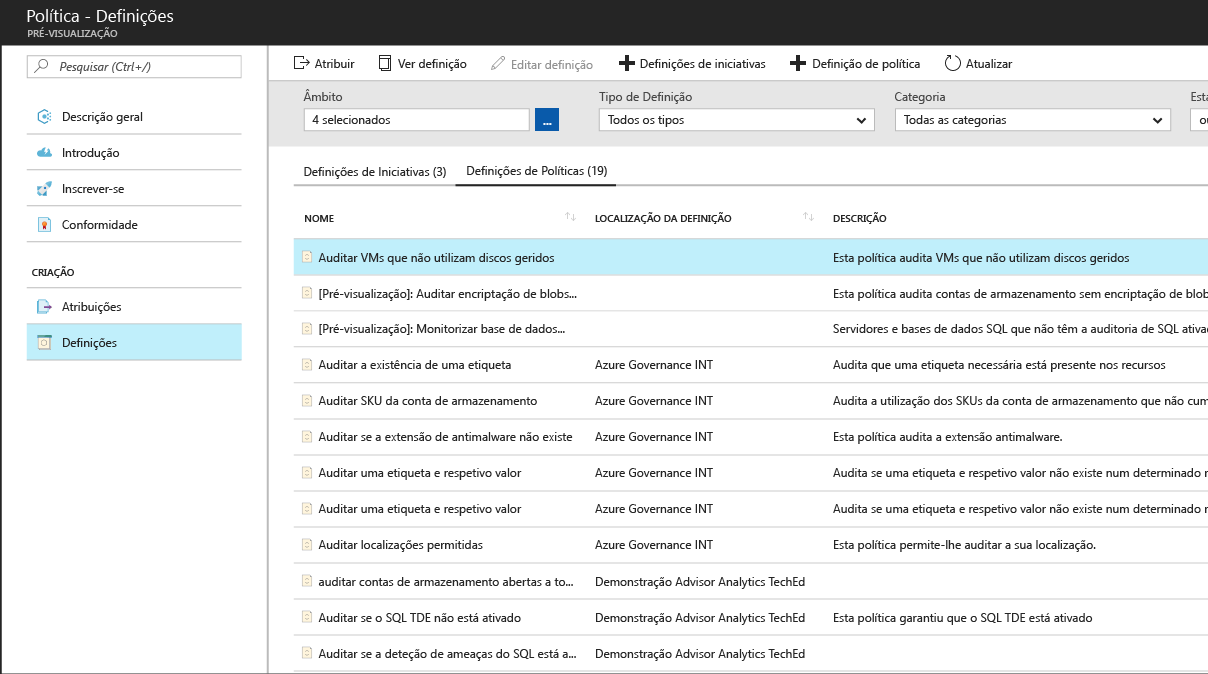 Política - Definições
PRÉ-VISUALIZAÇÃO
Pesquisar (Ctrl+/)
Descrição geral
Introdução
Inscrever-se
Conformidade
CRIAÇÃO
Atribuições
Definições
Atribuir Ver definição Editar definição Definições de iniciativas Definição de política Atualizar
Âmbito Tipo de Definição Categoria
4 selecionados ... Todos os tipos Todas as categorias
Definições de Iniciativas (3) Definições de Políticas (19)
NOME LOCALIZAÇÃO DA DEFINIÇÃO DESCRIÇÃO
Auditar VMs que não utilizam discos geridos Esta política audita VMs que não utilizam discos geridos
[Pré-visualização]: Auditar encriptação de blobs... Esta política audita contas de armazenamento sem encriptação de blob
[Pré-visualização]: Monitorizar base de dados... Servidores e bases de dados SQL que não têm a auditoria de SQL ativa
Auditar a existência de uma etiqueta Azure Governance INT Audita que uma etiqueta necessária está presente nos recursos
Auditar SKU da conta de armazenamento Azure Governance INT Audita a utilização dos SKUs da conta de armazenamento que não cum
Auditar se a extensão de antimalware não existe Azure Governance INT Esta política audita a extensão antimalware.
Auditar uma etiqueta e respetivo valor Azure Governance INT Audita se uma etiqueta e respetivo valor não existe num determinado
Auditar uma etiqueta e respetivo valor Azure Governance INT Audita se uma etiqueta e respetivo valor não existe num determinado
Auditar localizações permitidas Azure Governance INT Esta política permite-lhe auditar a sua localização.
auditar contas de armazenamento abertas a to... Demonstração Advisor Analytics TechEd
Auditar se o SQL TDE não está ativado Demonstração Advisor Analytics TechEd Esta política garantiu que o SQL TDE está ativado
Auditar se a deteção de ameaças do SQL está a... Demonstração Advisor Analytics TechEd